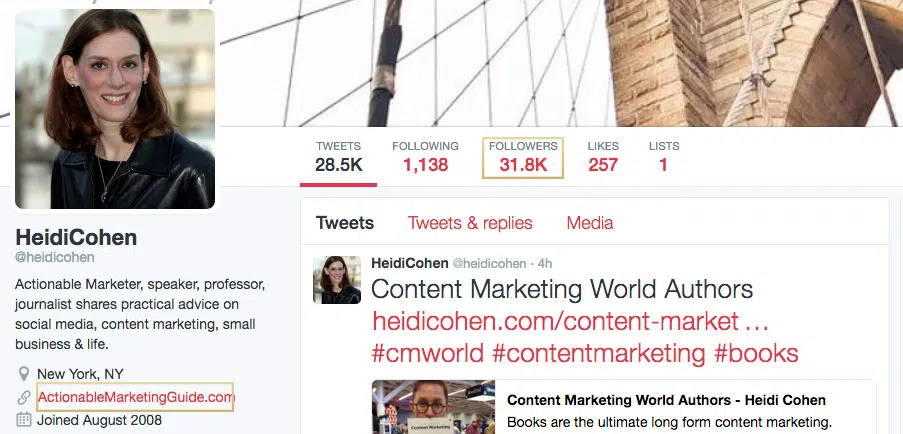 TWEETS FOLLOWING FOLLOWERS LIKES LISTS
28.5K 1,138 31.8K 257 1
HeidiCohen
@heidicohen
Actionable Marketer, speaker, professor,
journalist shares practical advice on
social media, content marketing, small
business & life.
New York, NY
ActionableMarketingGuide.com
Joined August 2008
Tweets Tweets & replies Media
HeidiCohen @heidicohen · 4h
Content Marketing World Authors
heidicohen.com/content-market …
#cmworld #contentmarketing #books
Content Marketing
Content Marketing World Authors - Heidi Cohen
Books are the ultimate long form content marketing.